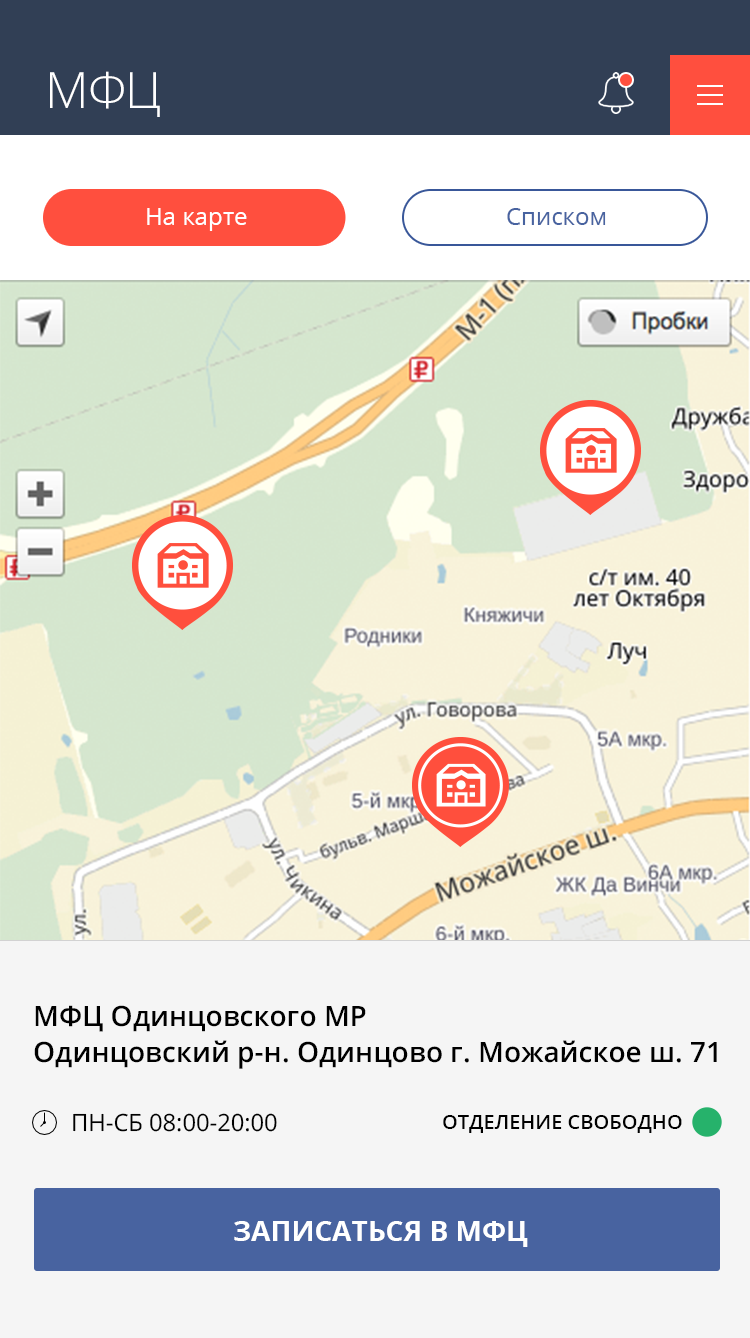 МФЦ
На карте
Списком
М-1
Пробки
₽
Дружба
₽
Здоро
с/т им. 40
лет Октября
Княжичи
Родники
Луч
ул. Говорова
5А мкр.
5-й мкр
бульв. Марш
ва
Можайское ш.
ул. Чикина
6А мкр.
ЖК Да Винчи
ул.
6-й мкр.
МФЦ Одинцовского МР
Одинцовский р-н. Одинцово г. Можайское ш. 71
ПН-СБ 08:00-20:00
ОТДЕЛЕНИЕ СВОБОДНО
ЗАПИСАТЬСЯ В МФЦ